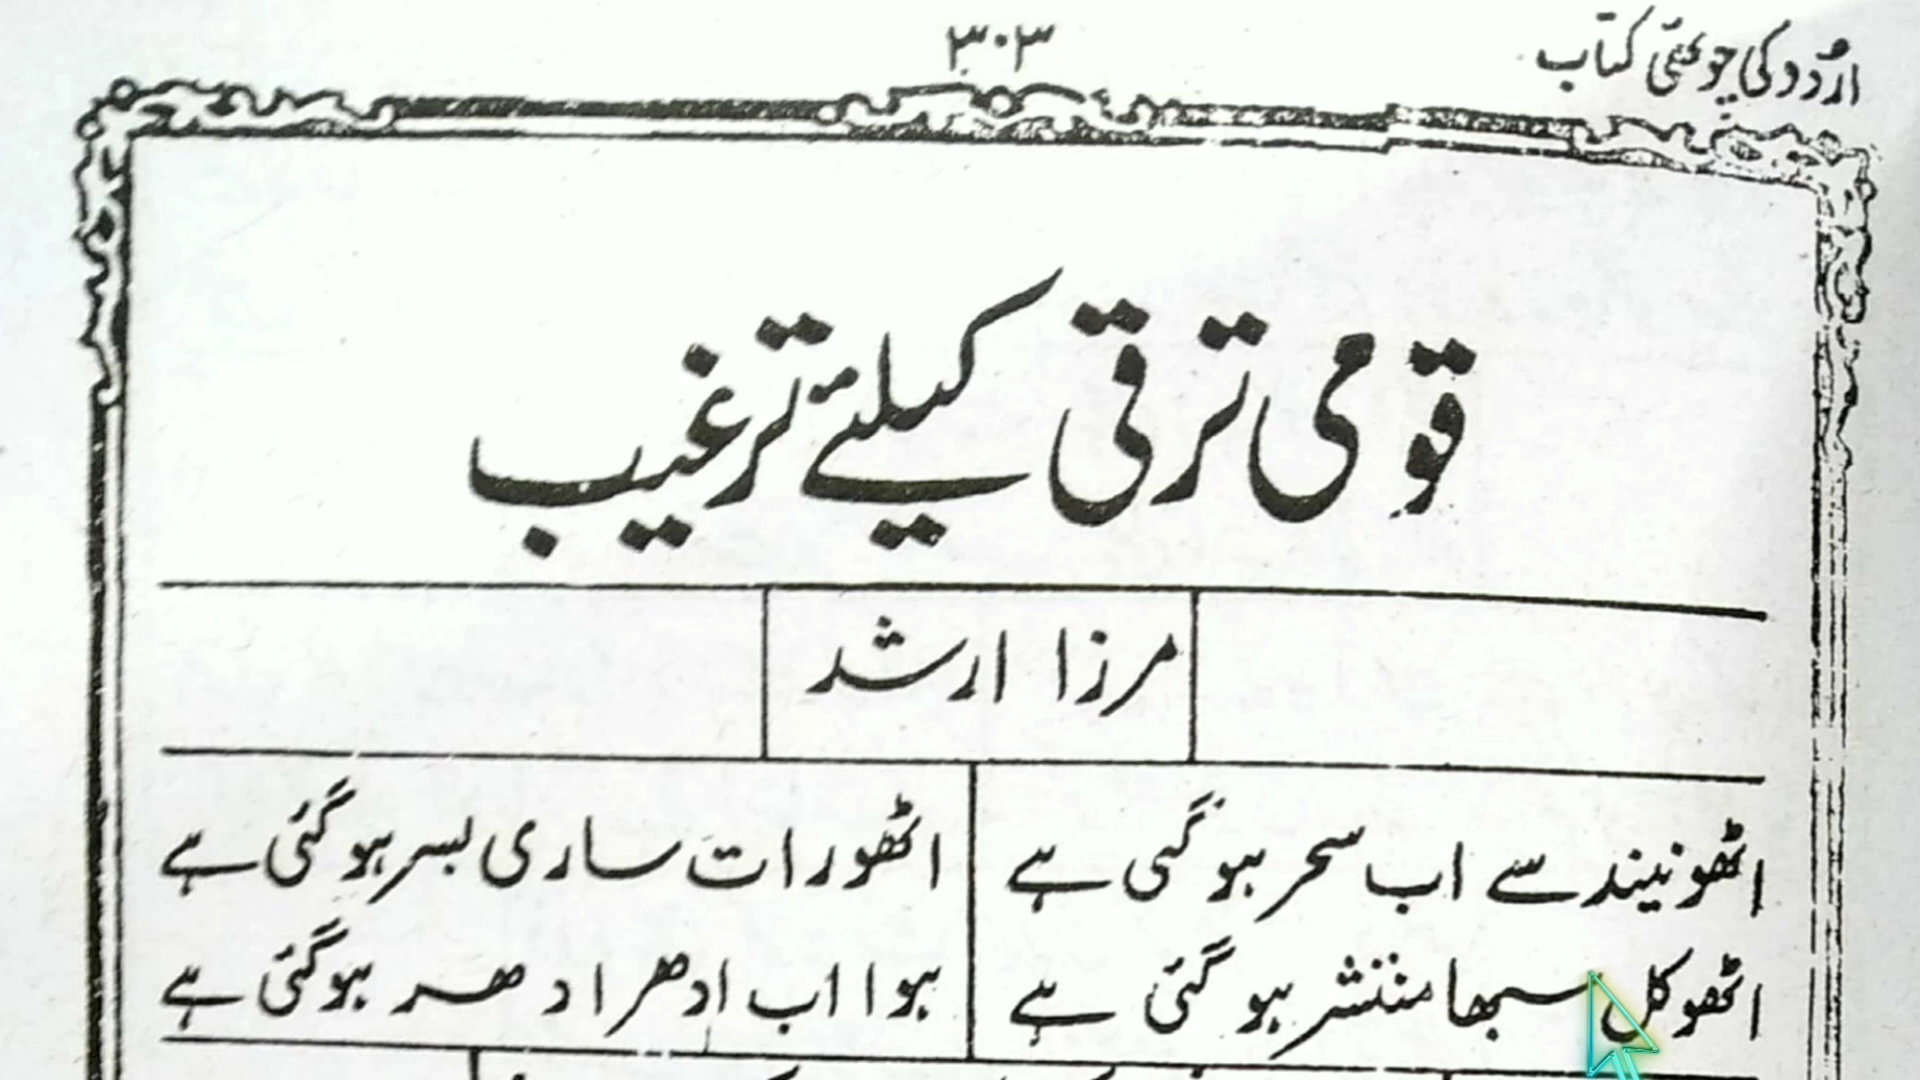 اردو کی چوتھی کتاب
۳۰۳
قومی ترقی کیلئے ترغیب
مرزا ارشد
اٹھو نیند سے اب سحر ہو گئی ہے
اٹھو رات ساری بسر ہو گئی ہے
اٹھو کل سبھا منتشر ہو گئی ہے
ہوا اب ادھر ادھر ہو گئی ہے